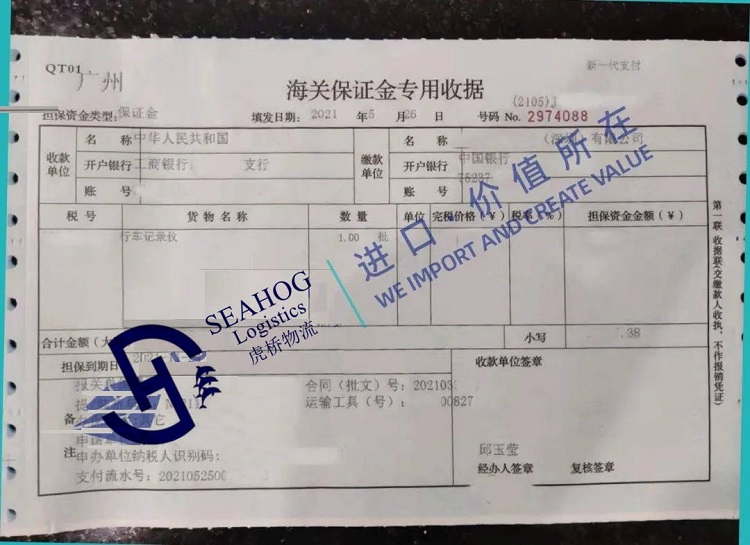 QT01
新一代支付
广州
海关保证金专用收据
(2105)J
担保资金类型:保证金
填发日期: 2021 年 5 月 26 日
号码 No. 2974088
收款单位
名 称 中华人民共和国
开户银行 工商银行 支行
账 号
缴款单位
名 称 （深圳）有限公司
开户银行 中国银行
账 号
税 号 货 物 名 称 数 量 单位 完税价格（￥） 税率（%） 担保资金金额（￥）
行车记录仪 1.00 批
合计金额（大 小写 .38
担保到期日 收款单位签章
备注
合同（批文）号: 202103
运输工具（号）: 00827
申办单位纳税人识别码:
支付流水号: 2021052500
邱玉莹
经办人签章 复核签章
第一联 收据联(交缴款人收执，不作报销凭证)
SEAHOG
Logistics
虎桥物流
进口 价值所在
WE IMPORT AND CREATE VALUE